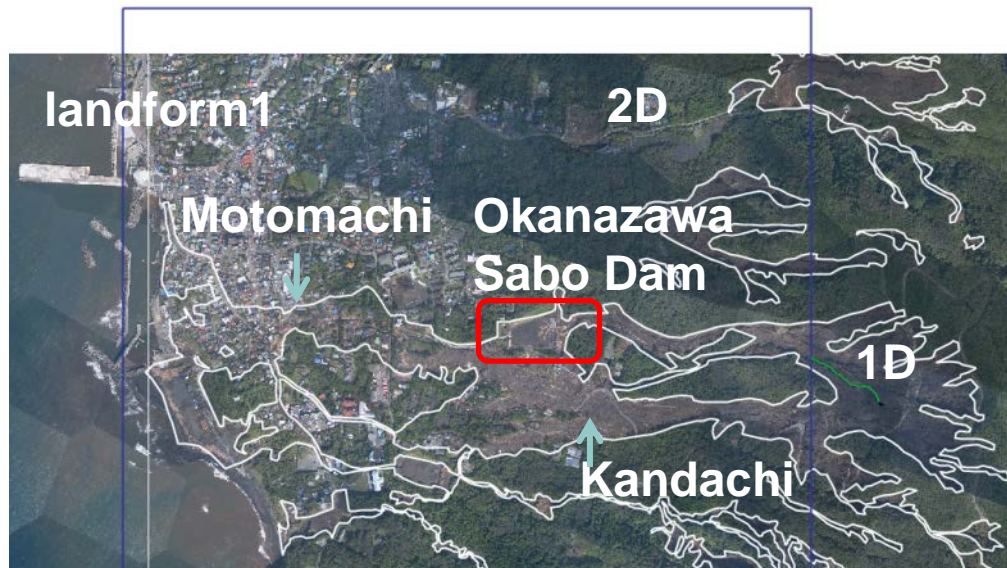 landform1
2D
Motomachi
Okanazawa
Sabo Dam
1D
Kandachi